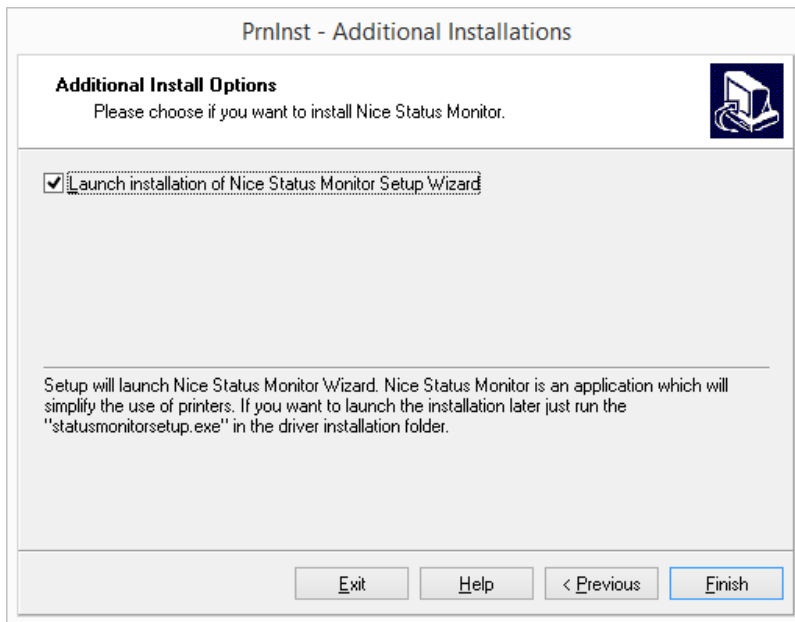 PrnInst - Additional Installations
Additional Install Options
Please choose if you want to install Nice Status Monitor.
Launch installation of Nice Status Monitor Setup Wizard
Setup will launch Nice Status Monitor Wizard. Nice Status Monitor is an application which will
simplify the use of printers. If you want to launch the installation later just run the
"statusmonitorsetup.exe" in the driver installation folder.
Exit Help < Previous Finish